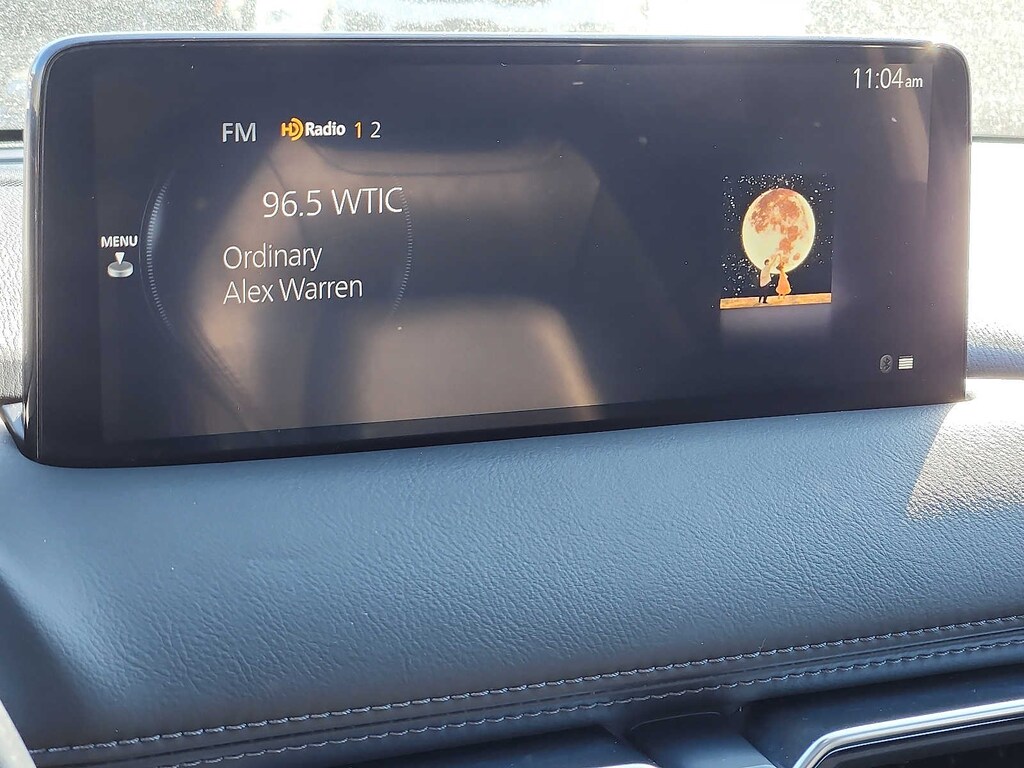 11:04am
FM HD Radio 1 2
96.5 WTIC
MENU
Ordinary
Alex Warren